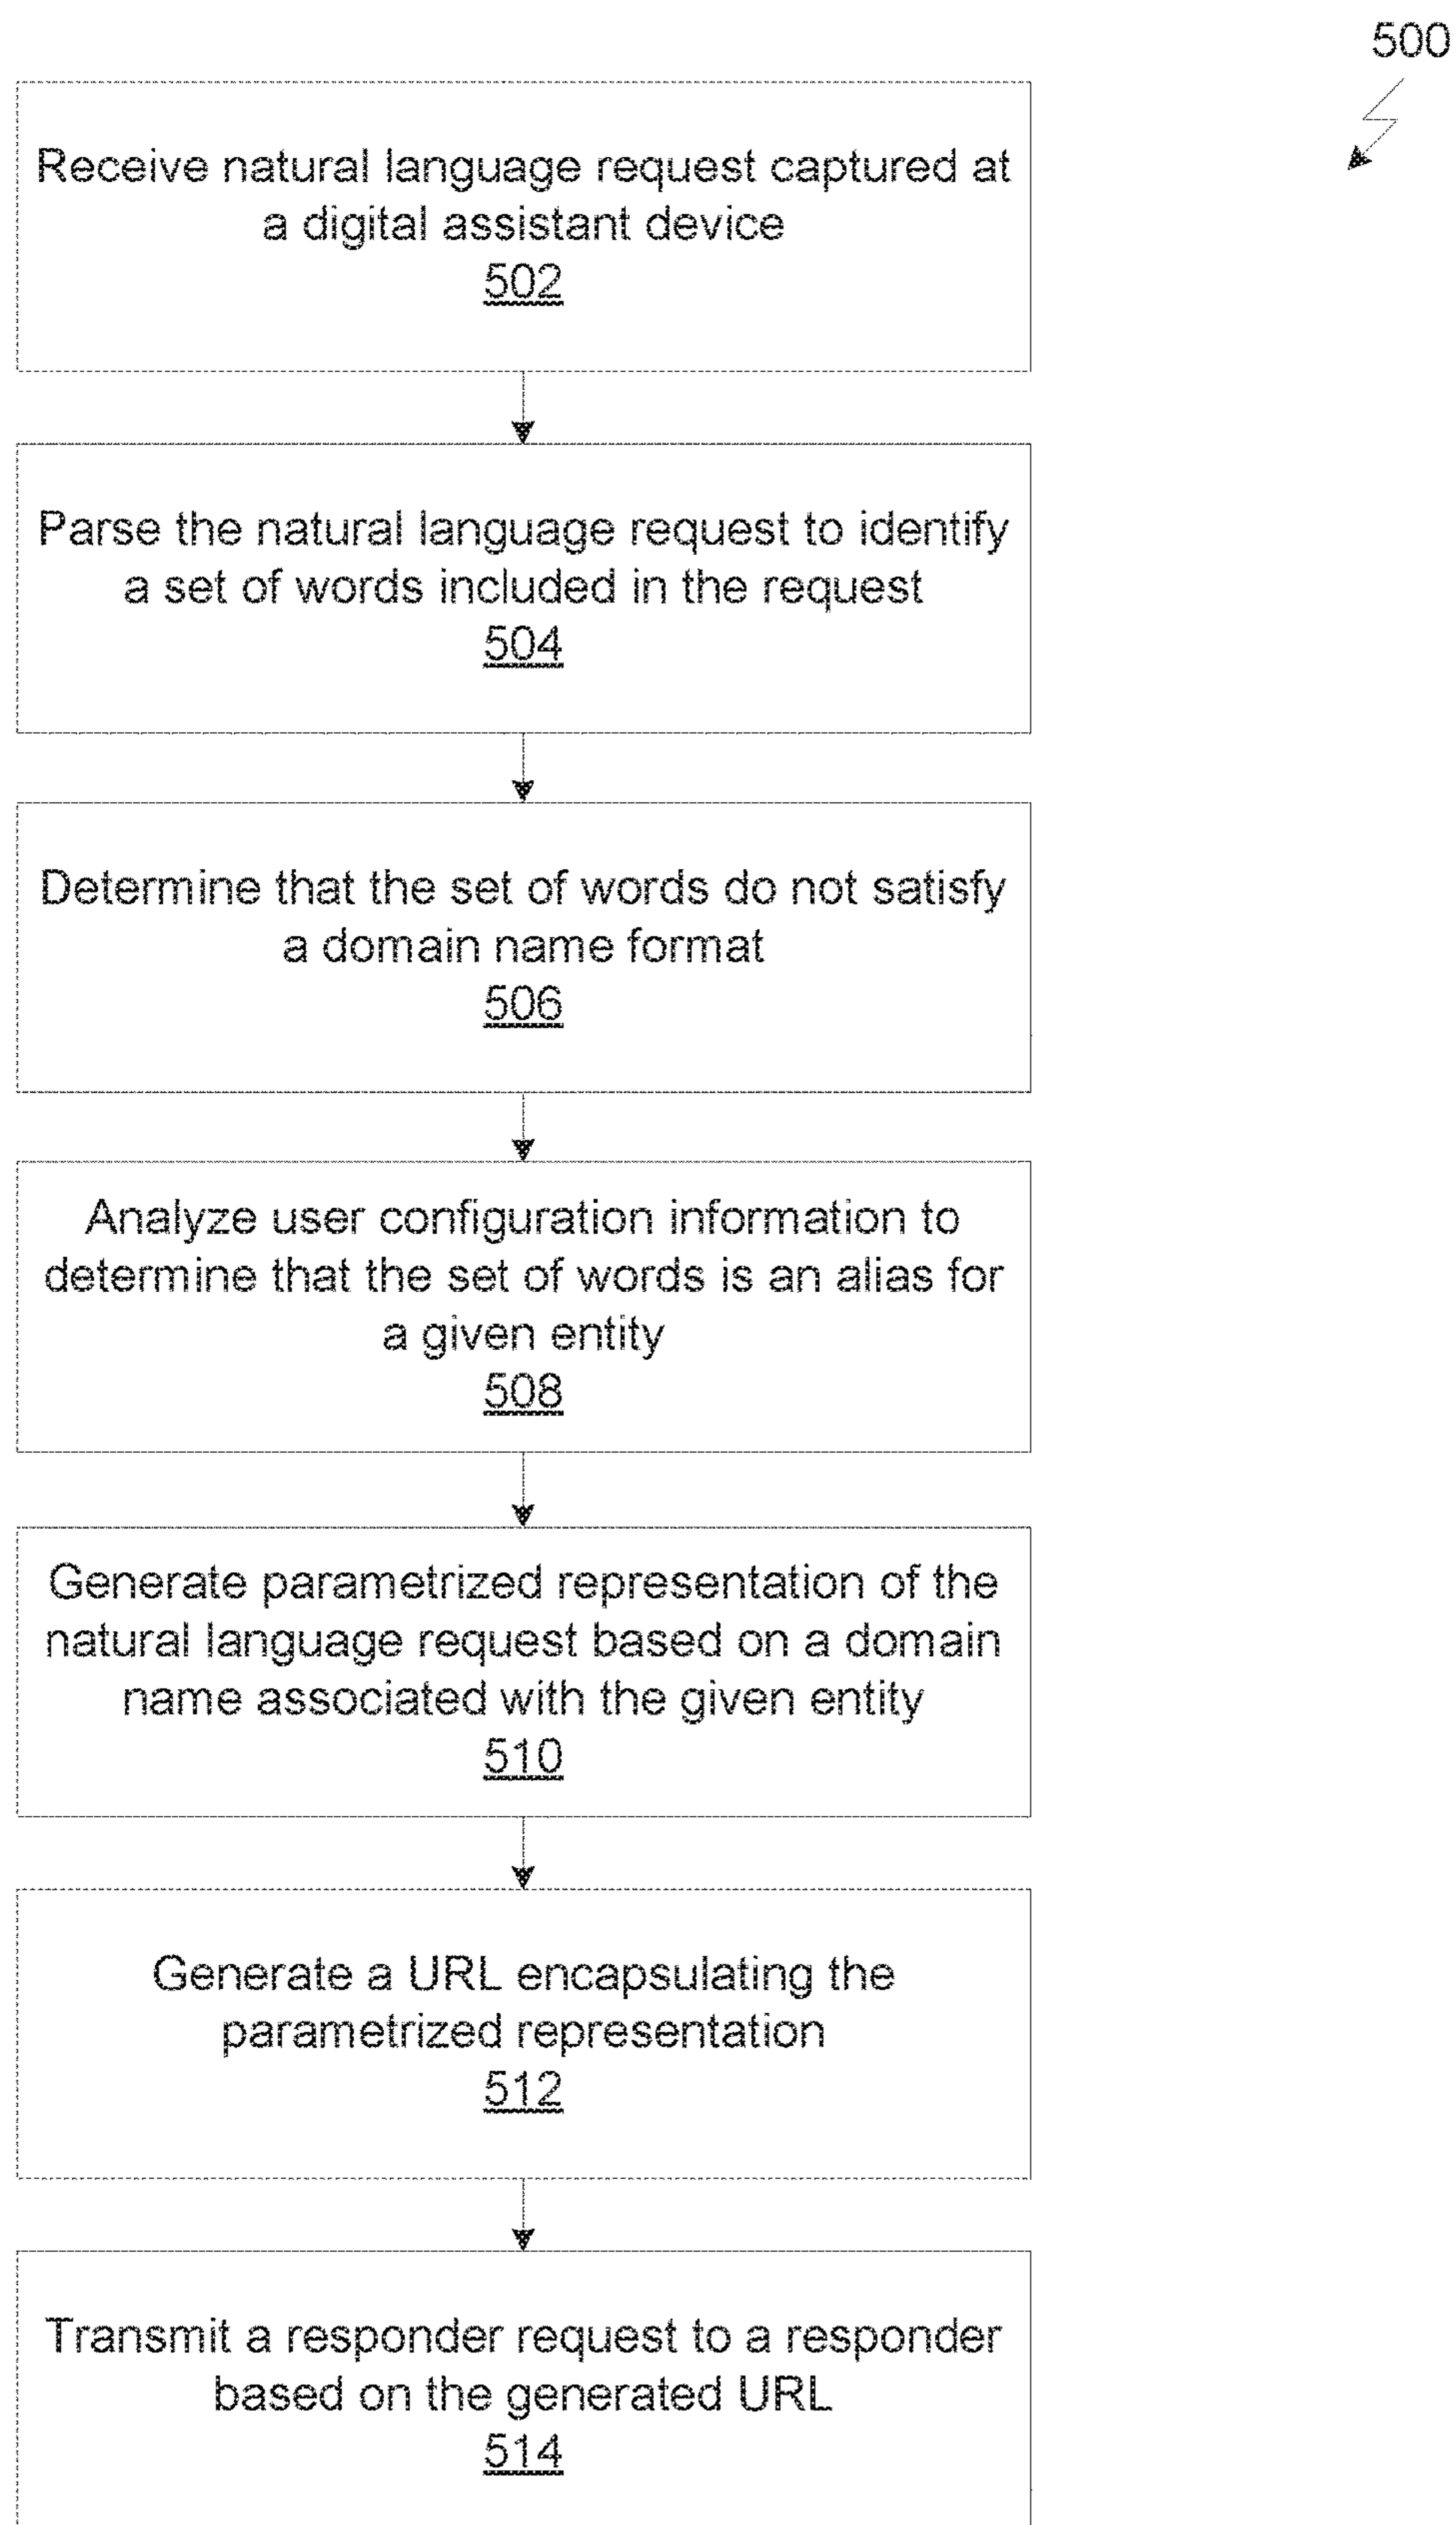 500
Receive natural language request captured at
a digital assistant device
502
Parse the natural language request to identify
a set of words included in the request
504
Determine that the set of words do not satisfy
a domain name format
506
Analyze user configuration information to
determine that the set of words is an alias for
a given entity
508
Generate parametrized representation of the
natural language request based on a domain
name associated with the given entity
510
Generate a URL encapsulating the
parametrized representation
512
Transmit a responder request to a responder
based on the generated URL
514